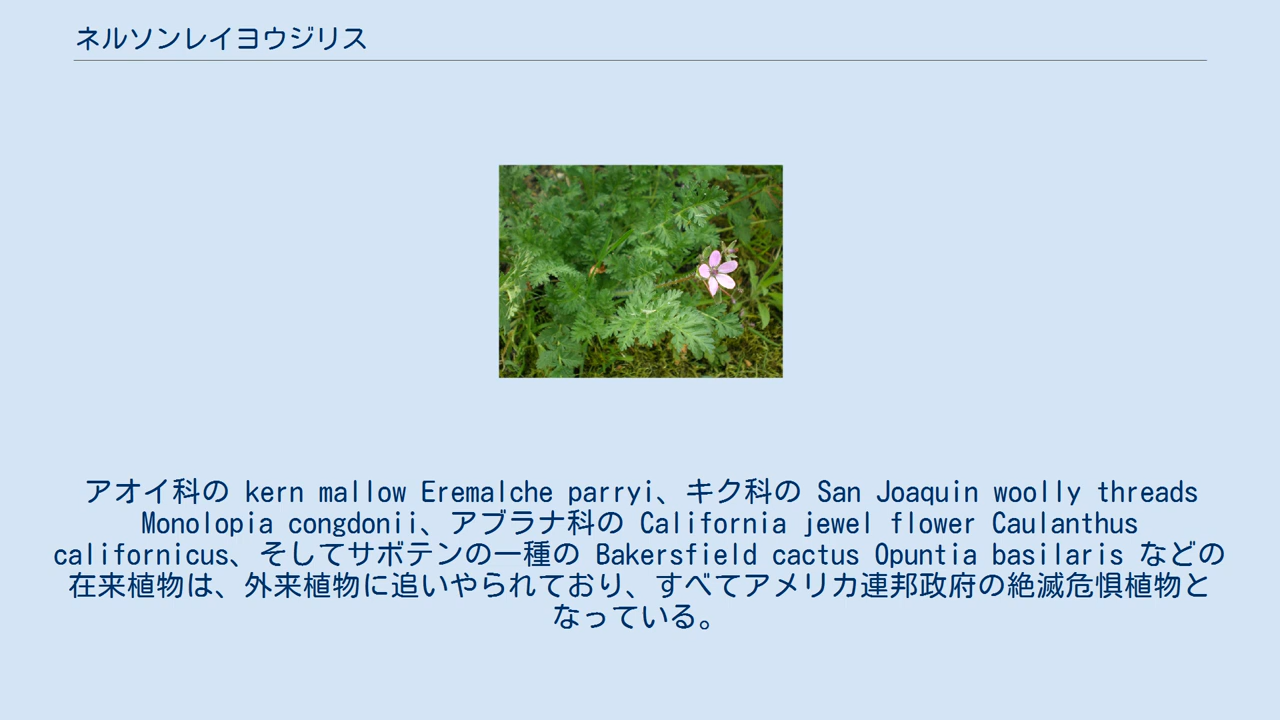 ネルソンレイヨウジリス
アオイ科の kern mallow Eremalche parryi、キク科の San Joaquin woolly threads
Monolopia congdonii、アブラナ科の California jewel flower Caulanthus
californicus、そしてサボテンの一種の Bakersfield cactus Opuntia basilaris などの
在来植物は、外来植物に追いやられており、すべてアメリカ連邦政府の絶滅危惧植物と
なっている。